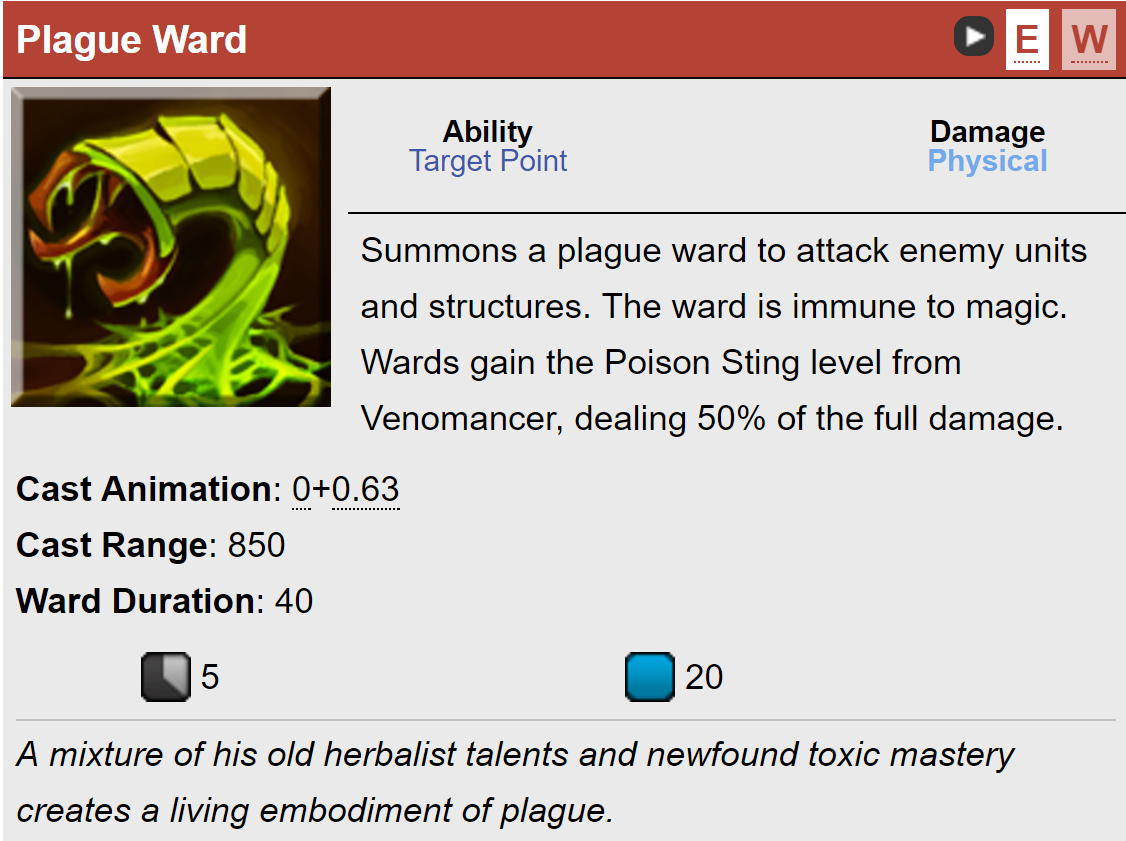 Plague Ward
E W
Ability
Target Point
Damage
Physical
Summons a plague ward to attack enemy units
and structures. The ward is immune to magic.
Wards gain the Poison Sting level from
Venomancer, dealing 50% of the full damage.
Cast Animation: 0+0.63
Cast Range: 850
Ward Duration: 40
5
20
A mixture of his old herbalist talents and newfound toxic mastery
creates a living embodiment of plague.